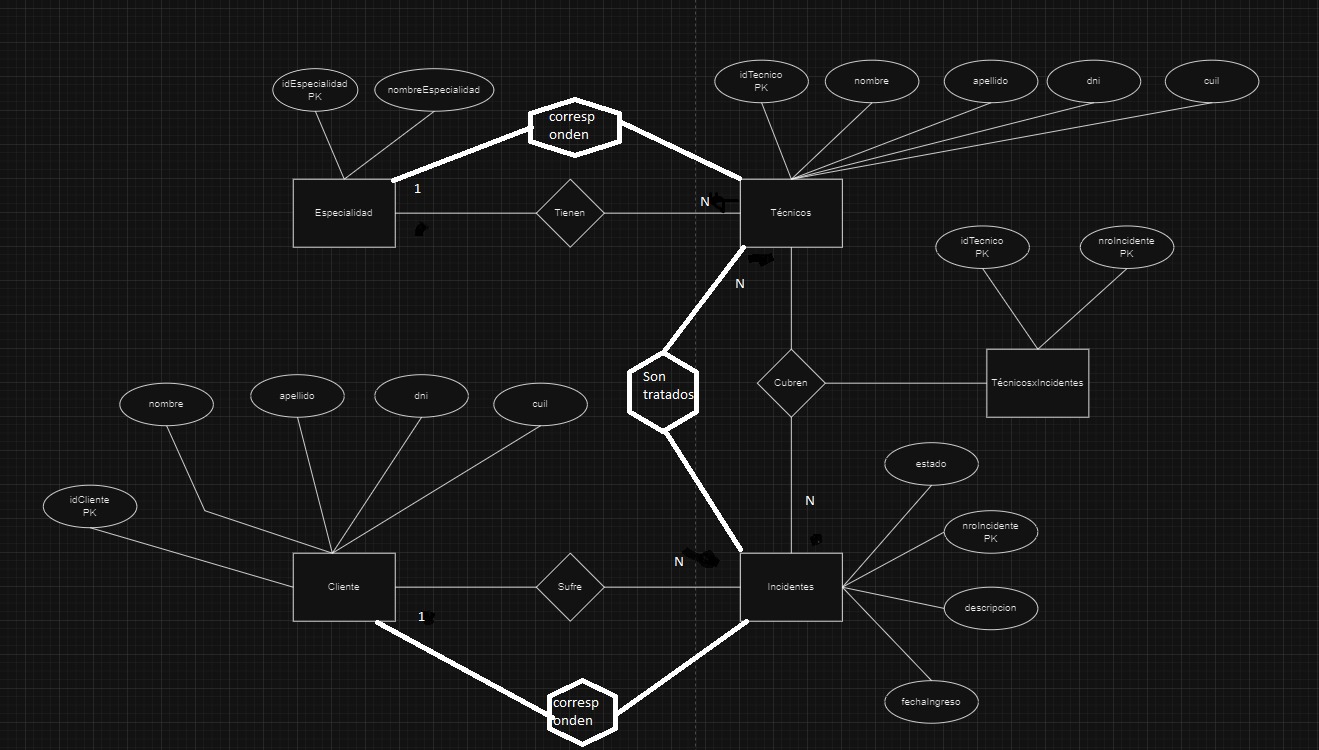 idEspecialidad
PK
nombreEspecialidad
corresp
onden
idTecnico
PK
nombre
apellido
dni
cuil
1
N
Especialidad
Tienen
Técnicos
N
idTecnico
PK
nroIncidente
PK
nombre
apellido
dni
cuil
Son
tratados
Cubren
TécnicosxIncidentes
estado
idCliente
PK
N
nroIncidente
PK
N
Cliente
Sufre
Incidentes
descripcion
1
corresp
onden
fechaIngreso